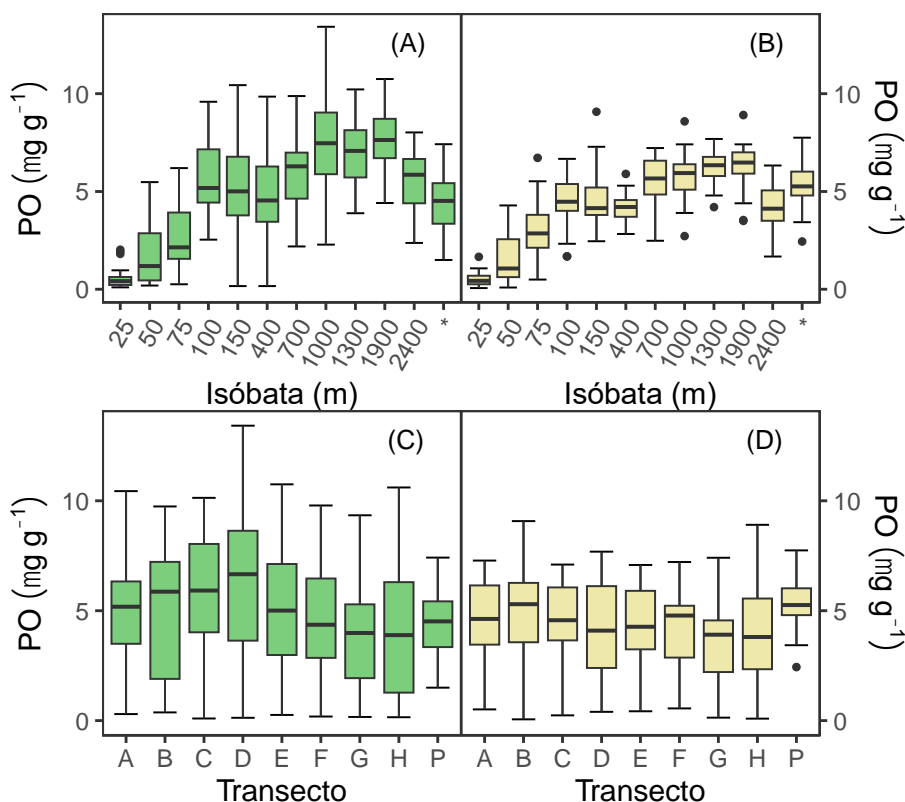 (A)
(B)
PO (mg g⁻¹)
10
5
0
10
5
0
PO (mg g⁻¹)
25 50 75 100 150 400 700 1000 1300 1900 2400 *
25 50 75 100 150 400 700 1000 1300 1900 2400 *
Isóbata (m)
Isóbata (m)
(C)
(D)
PO (mg g⁻¹)
10
5
0
10
5
0
PO (mg g⁻¹)
A B C D E F G H P
A B C D E F G H P
Transecto
Transecto